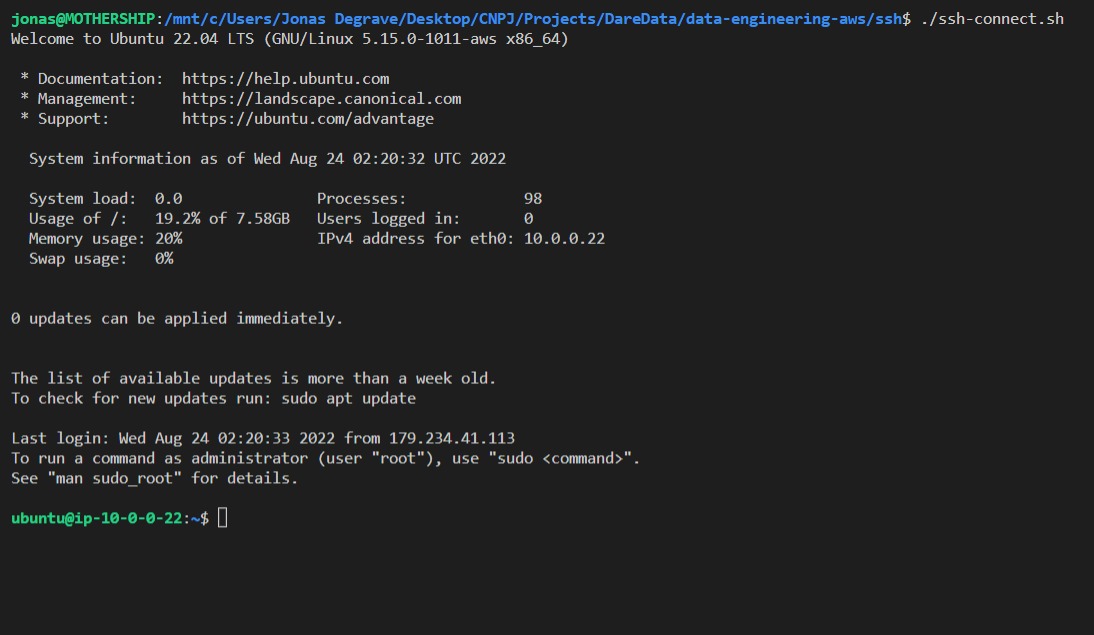 jonas@MOTHERSHIP:/mnt/c/Users/Jonas Degrave/Desktop/CNPJ/Projects/DareData/data-engineering-aws/ssh$ ./ssh-connect.sh
Welcome to Ubuntu 22.04 LTS (GNU/Linux 5.15.0-1011-aws x86_64)

 * Documentation:  https://help.ubuntu.com
 * Management:     https://landscape.canonical.com
 * Support:        https://ubuntu.com/advantage

  System information as of Wed Aug 24 02:20:32 UTC 2022

  System load:  0.0               Processes:             98
  Usage of /:   19.2% of 7.58GB   Users logged in:       0
  Memory usage: 20%               IPv4 address for eth0: 10.0.0.22
  Swap usage:   0%


0 updates can be applied immediately.


The list of available updates is more than a week old.
To check for new updates run: sudo apt update

Last login: Wed Aug 24 02:20:33 2022 from 179.234.41.113
To run a command as administrator (user "root"), use "sudo <command>".
See "man sudo_root" for details.

ubuntu@ip-10-0-0-22:~$